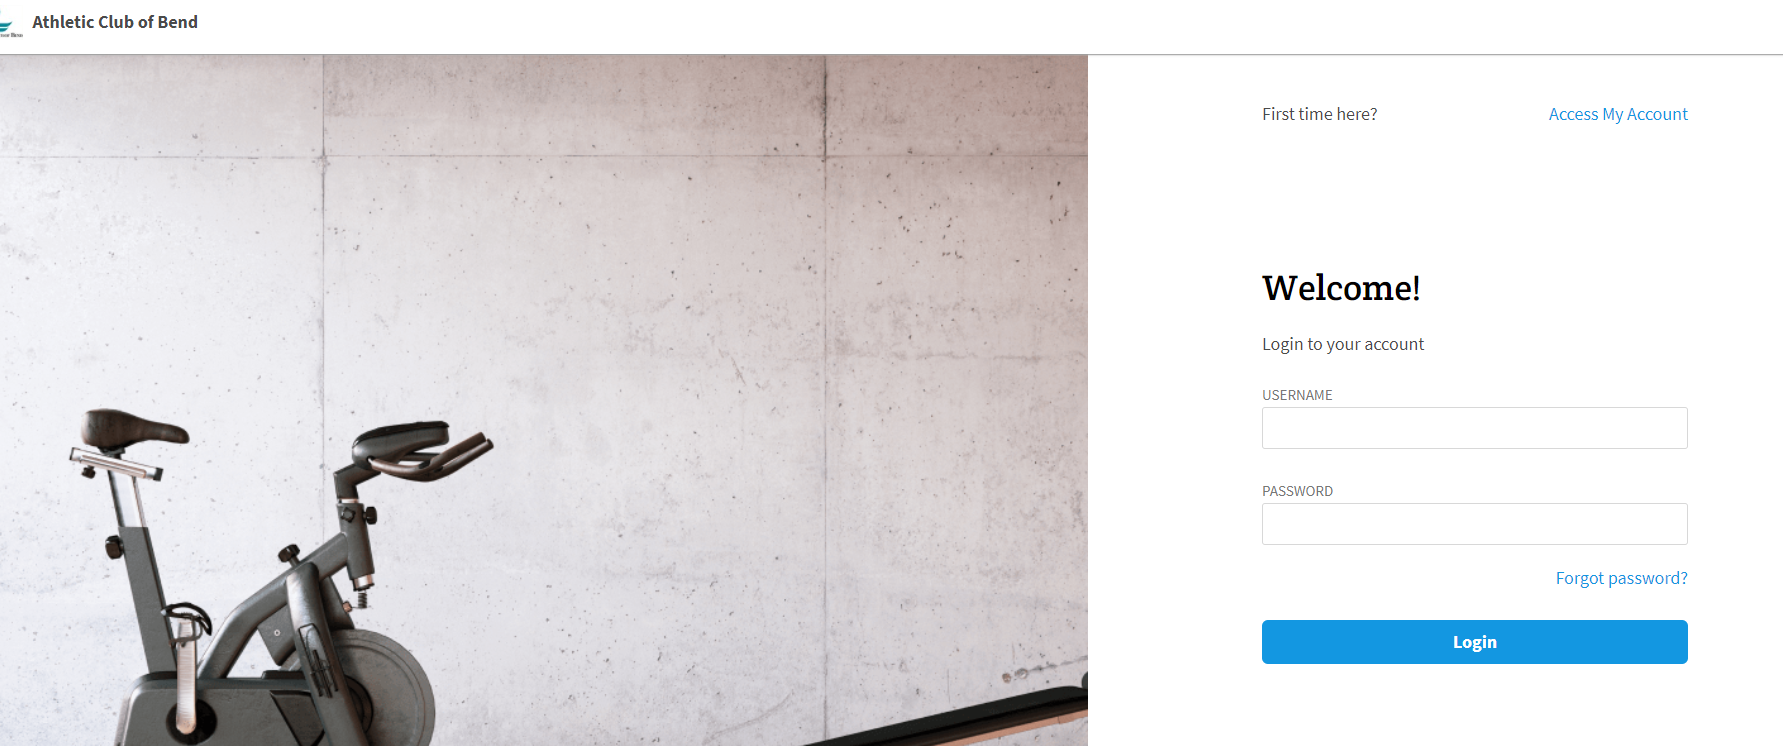 Athletic Club of Bend
First time here?
Access My Account
Welcome!
Login to your account
USERNAME
PASSWORD
Forgot password?
Login